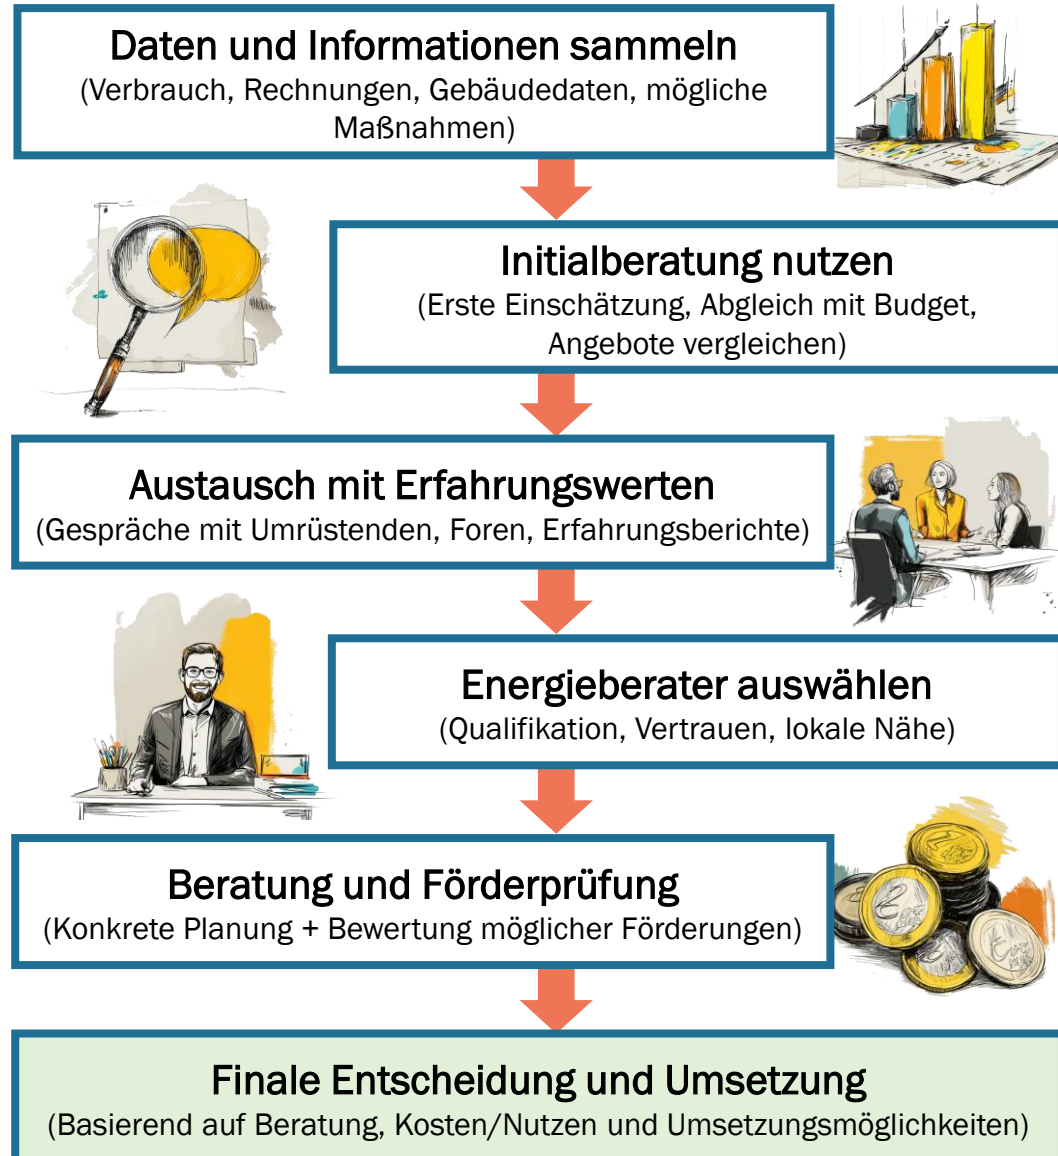 Daten und Informationen sammeln
(Verbrauch, Rechnungen, Gebäudedaten, mögliche
Maßnahmen)
Initialberatung nutzen
(Erste Einschätzung, Abgleich mit Budget,
Angebote vergleichen)
Austausch mit Erfahrungswerten
(Gespräche mit Umrüstenden, Foren, Erfahrungsberichte)
Energieberater auswählen
(Qualifikation, Vertrauen, lokale Nähe)
Beratung und Förderprüfung
(Konkrete Planung + Bewertung möglicher Förderungen)
Finale Entscheidung und Umsetzung
(Basierend auf Beratung, Kosten/Nutzen und Umsetzungsmöglichkeiten)